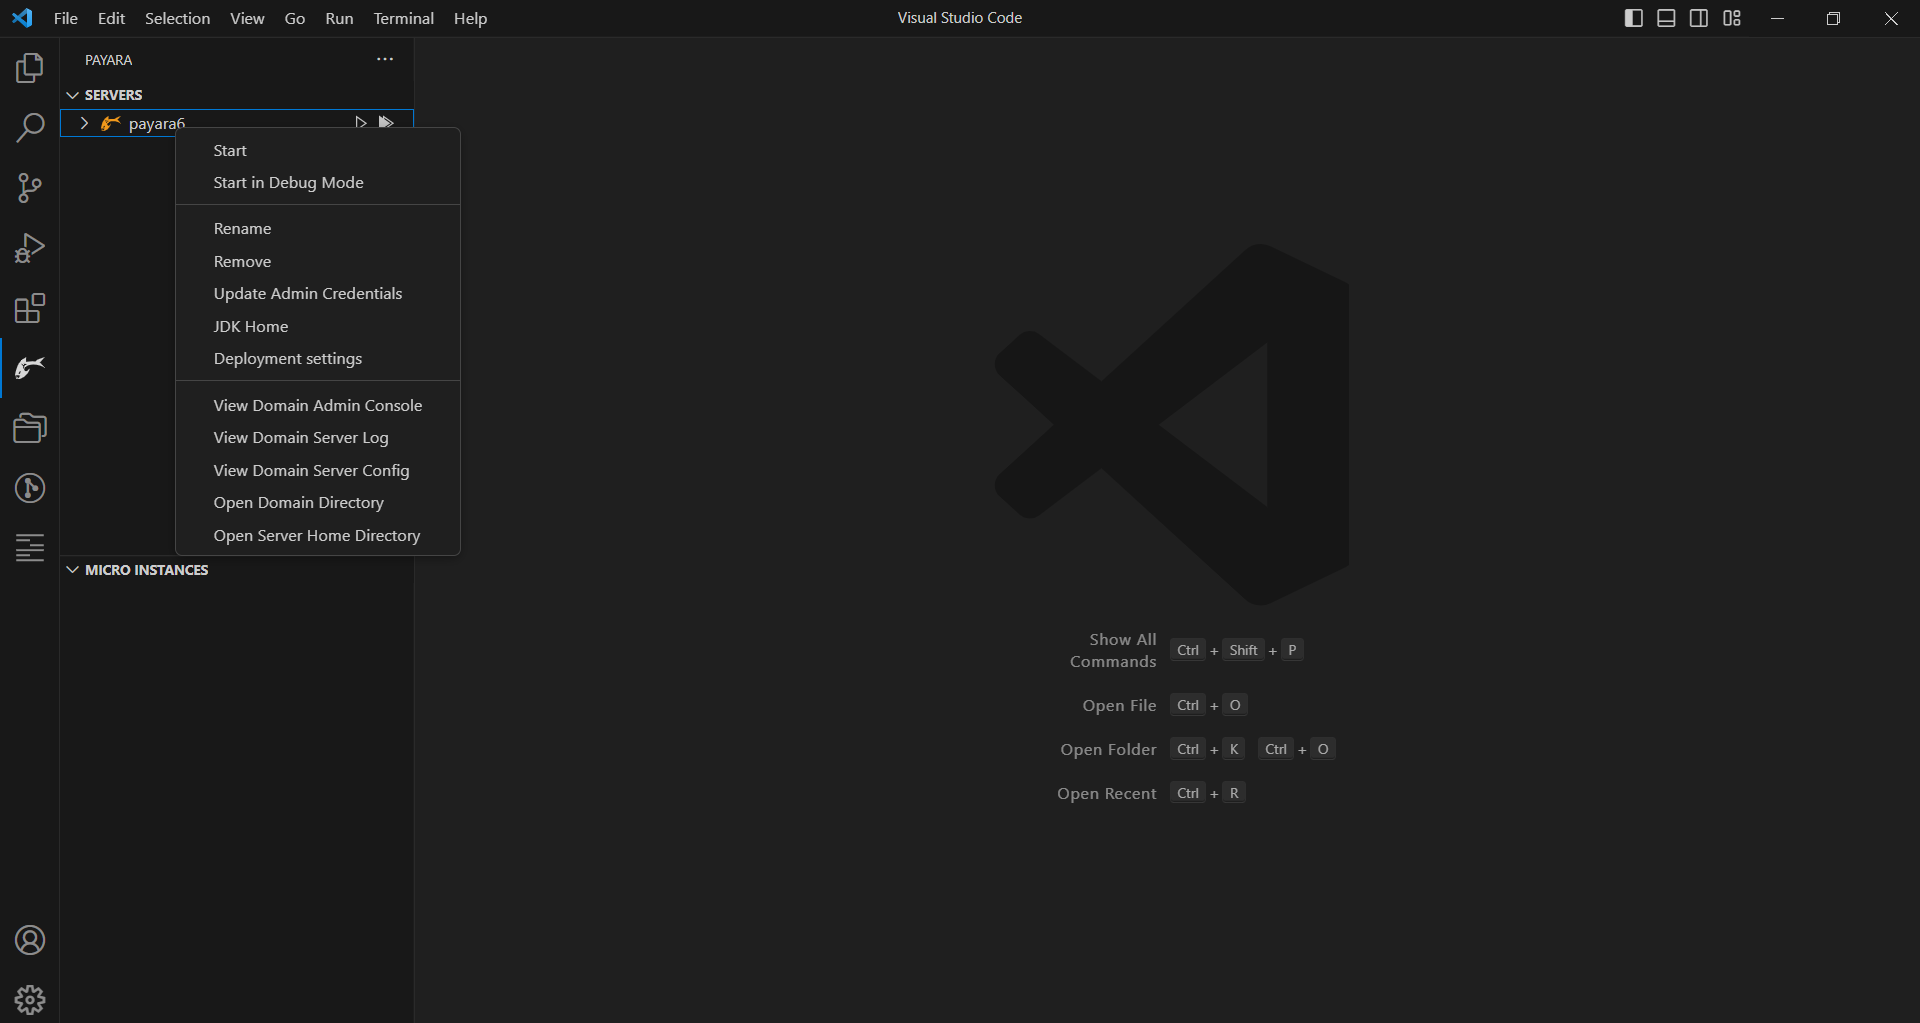 File Edit Selection View Go Run Terminal Help
Visual Studio Code
PAYARA
SERVERS
payara6
Start
Start in Debug Mode
Rename
Remove
Update Admin Credentials
JDK Home
Deployment settings
View Domain Admin Console
View Domain Server Log
View Domain Server Config
Open Domain Directory
Open Server Home Directory
MICRO INSTANCES
Show All
Commands
Ctrl + Shift + P
Open File Ctrl + O
Open Folder Ctrl + K Ctrl + O
Open Recent Ctrl + R